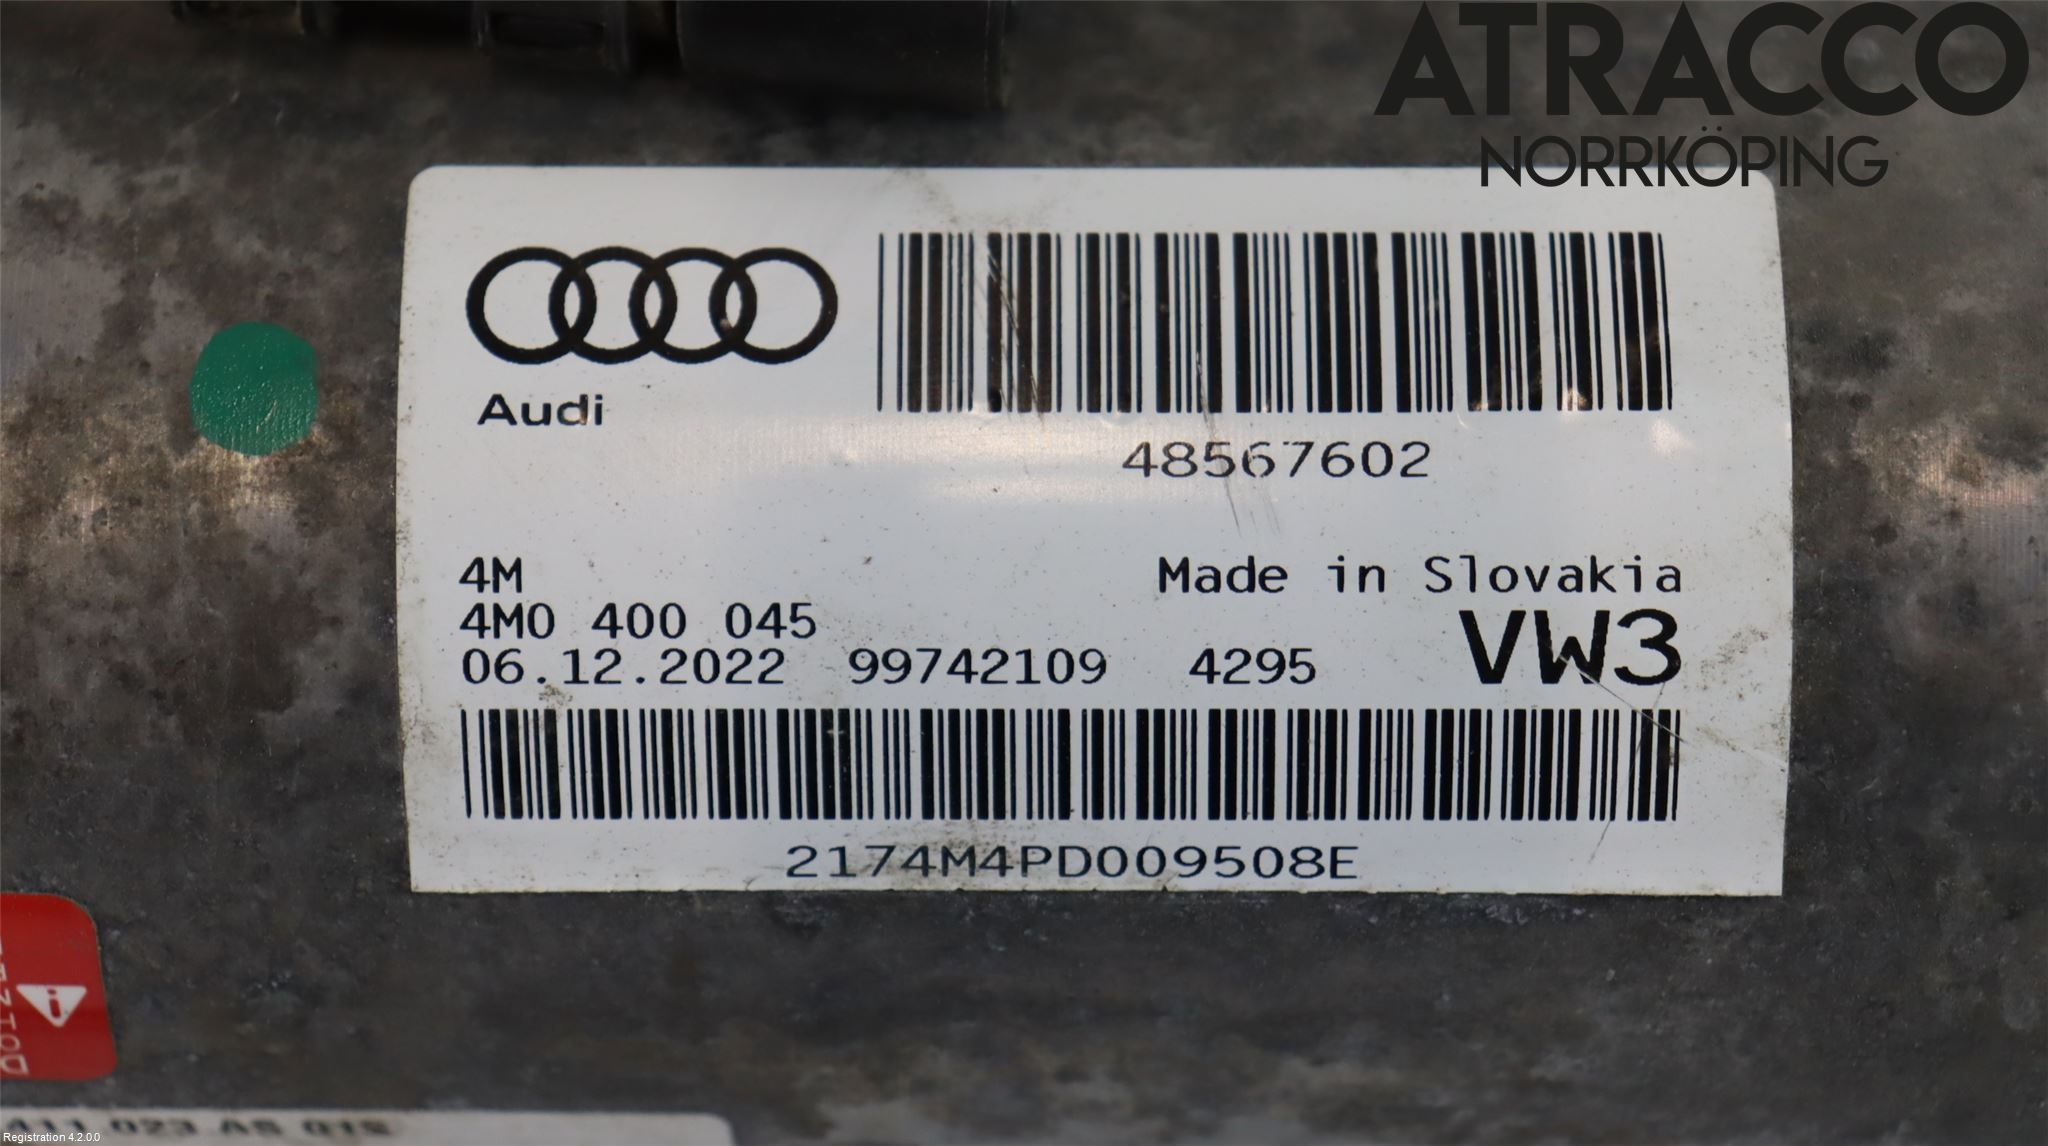 ATRACCO
NORRKÖPING
Audi
48567602
4M
Made in Slovakia
4M0 400 045
VW3
06.12.2022 99742109 4295
2174M4PD009508E
Registration 4.2.0.0